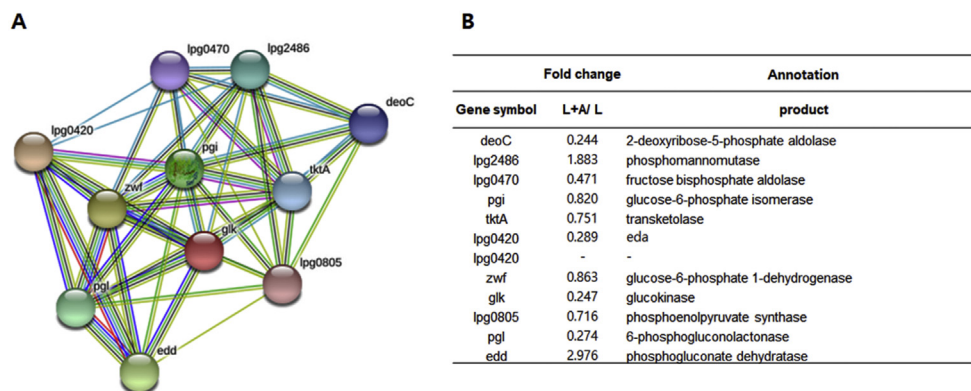 A
lpg0470
lpg2486
deoC
lpg0420
pgi
tktA
zwf
glk
lpg0805
pgl
edd
B
Fold change Annotation
Gene symbol L+A/ L product
deoC 0.244 2-deoxyribose-5-phosphate aldolase
lpg2486 1.883 phosphomannomutase
lpg0470 0.471 fructose bisphosphate aldolase
pgi 0.820 glucose-6-phosphate isomerase
tktA 0.751 transketolase
lpg0420 0.289 eda
lpg0420 - -
zwf 0.863 glucose-6-phosphate 1-dehydrogenase
glk 0.247 glucokinase
lpg0805 0.716 phosphoenolpyruvate synthase
pgl 0.274 6-phosphogluconolactonase
edd 2.976 phosphogluconate dehydratase